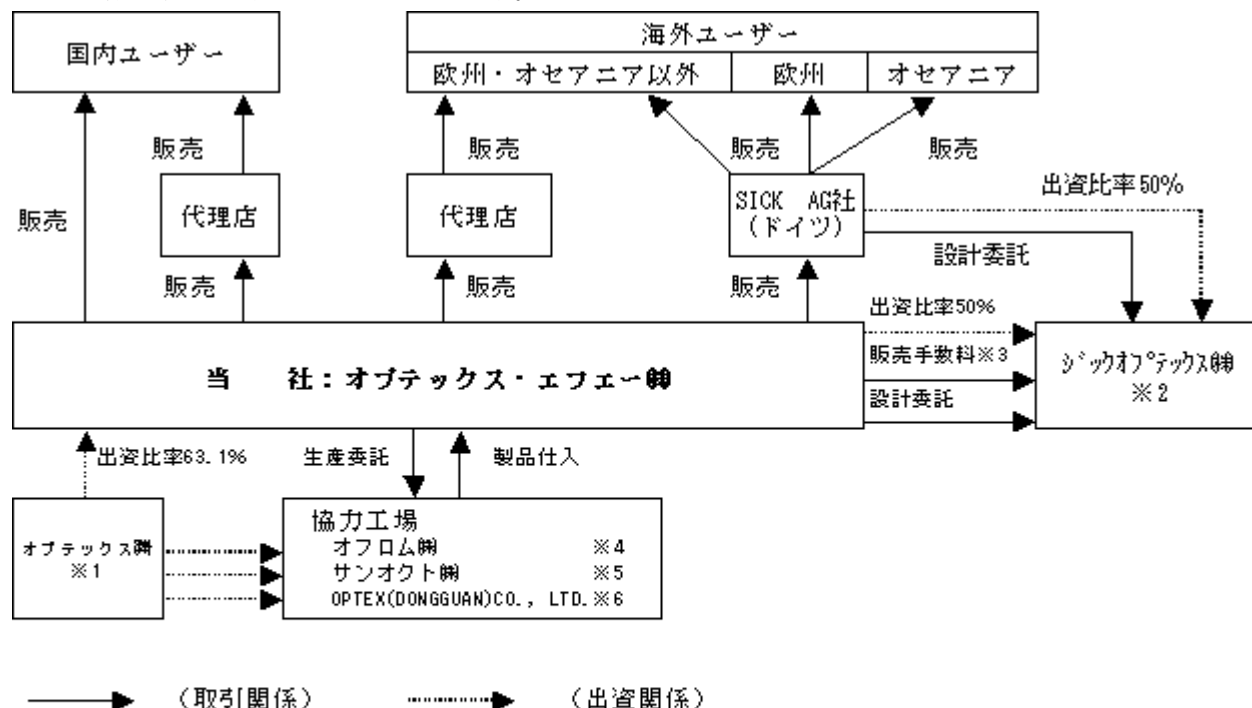 国内ユーザー
海外ユーザー
欧州・オセアニア以外
欧州
オセアニア
販売
販売
販売
販売
出資比率50%
販売
代理店
代理店
SICK AG社
(ドイツ)
設計委託
販売
販売
販売
出資比率50%
販売手数料※3
設計委託
当 社:オプテックス・エフエー㈱
ジックオプテックス㈱
※2
出資比率63.1%
生産委託
製品仕入
オプテックス㈱
※1
協力工場
オフロム㈱ ※4
サンオクト㈱ ※5
OPTEX(DONGGUAN)CO., LTD.※6
(取引関係)
(出資関係)